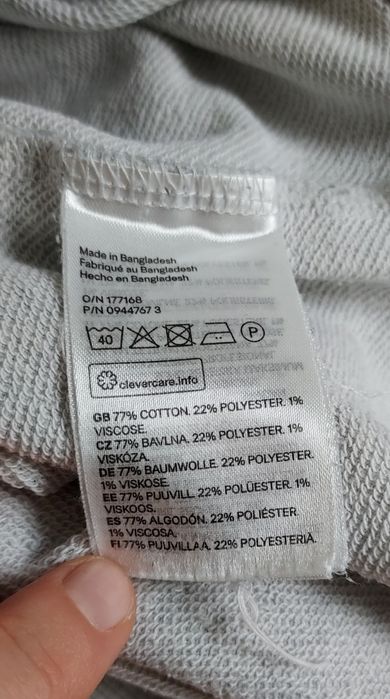 Made in Bangladesh
Fabriqué au Bangladesh
Hecho en Bangladesh
O/N 177168
P/N 0944767 3
40 P
clevercare.info
GB 77% COTTON. 22% POLYESTER. 1%
VISCOSE.
CZ 77% BAVLNA. 22% POLYESTER. 1%
VISKÓZA.
DE 77% BAUMWOLLE. 22% POLYESTER.
1% VISKOSE.
EE 77% PUUVILL. 22% POLÜESTER. 1%
VISKOOS.
ES 77% ALGODÓN. 22% POLIÉSTER.
1% VISCOSA.
FI 77% PUUVILLAA. 22% POLYESTERIÄ.